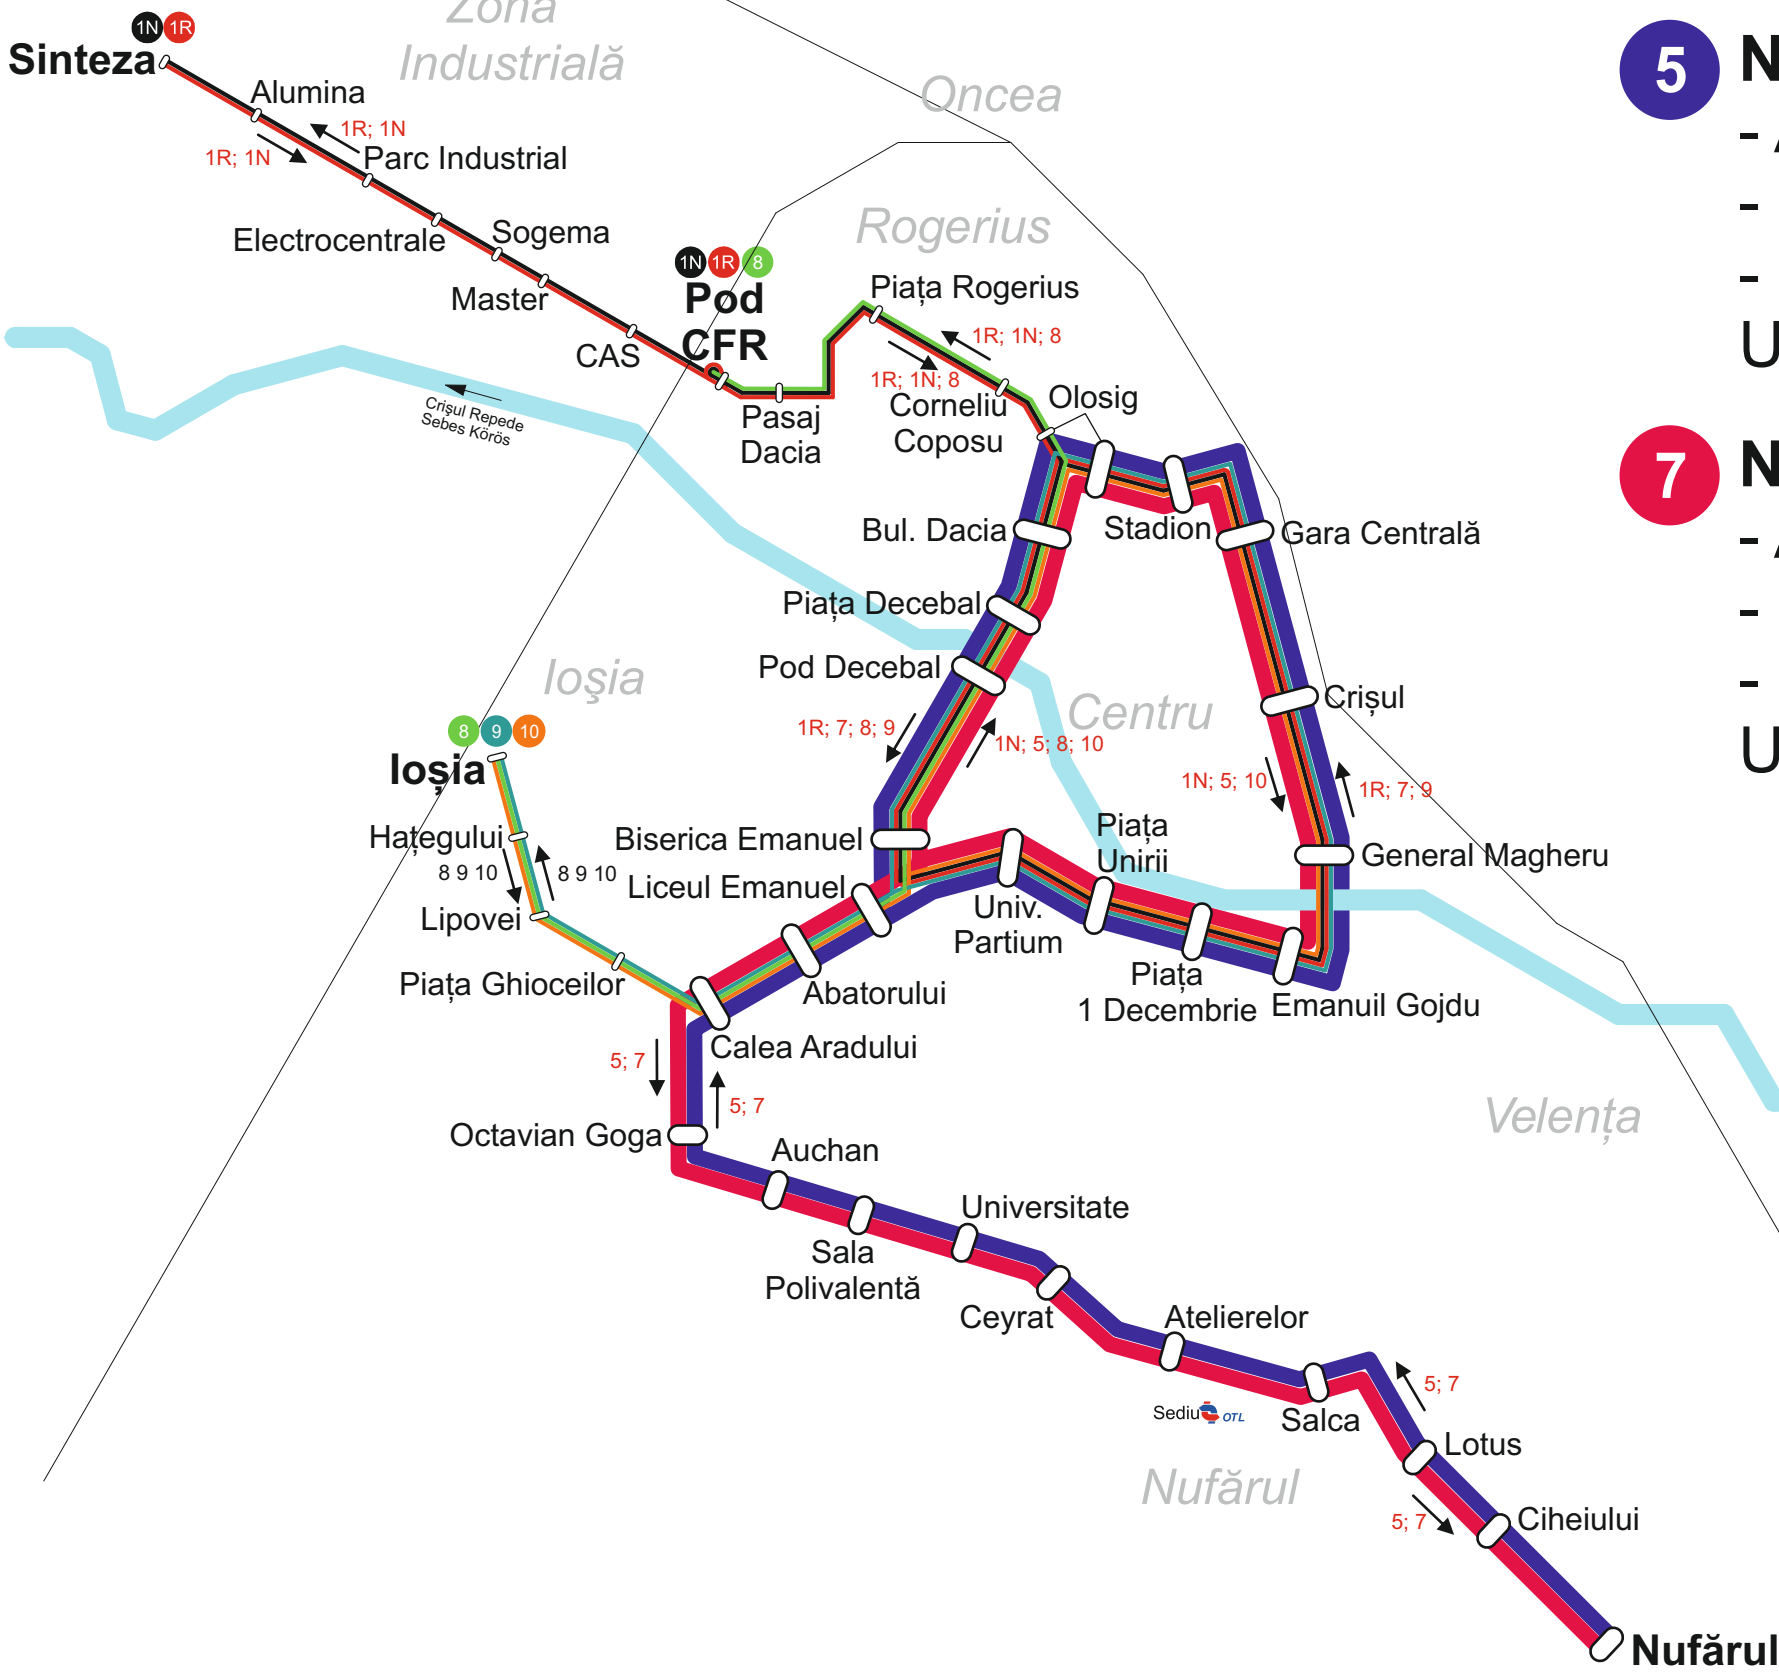 Zona
Industrială
1N 1R
Sinteza
Alumina
1R; 1N
1R; 1N
Parc Industrial
Electrocentrale
Sogema
Master
CAS
1N 1R 8
Pod
CFR
Pasaj
Dacia
Oncea
Rogerius
Piața Rogerius
1R; 1N; 8
1R; 1N; 8
Corneliu
Coposu
Olosig
Crişul Repede
Sebes Körös
Bul. Dacia
Stadion
Gara Centrală
Piața Decebal
Pod Decebal
Crișul
Ioşia
Centru
1R; 7; 8; 9
1N; 5; 8; 10
1N; 5; 10
1R; 7; 9
8 9 10
Ioșia
Hațegului
8 9 10
8 9 10
Lipovei
Piața Ghioceilor
Biserica Emanuel
Liceul Emanuel
Abatorului
Calea Aradului
Univ.
Partium
Piața
Unirii
Piața
1 Decembrie
Emanuil Gojdu
General Magheru
5; 7
5; 7
Velența
Octavian Goga
Auchan
Sala
Polivalentă
Universitate
Ceyrat
Atelierelor
Sediu OTL
Salca
5; 7
Lotus
Nufărul
5; 7
Ciheiului
Nufărul
5 N
-
-
-
U
7 N
-
-
-
U